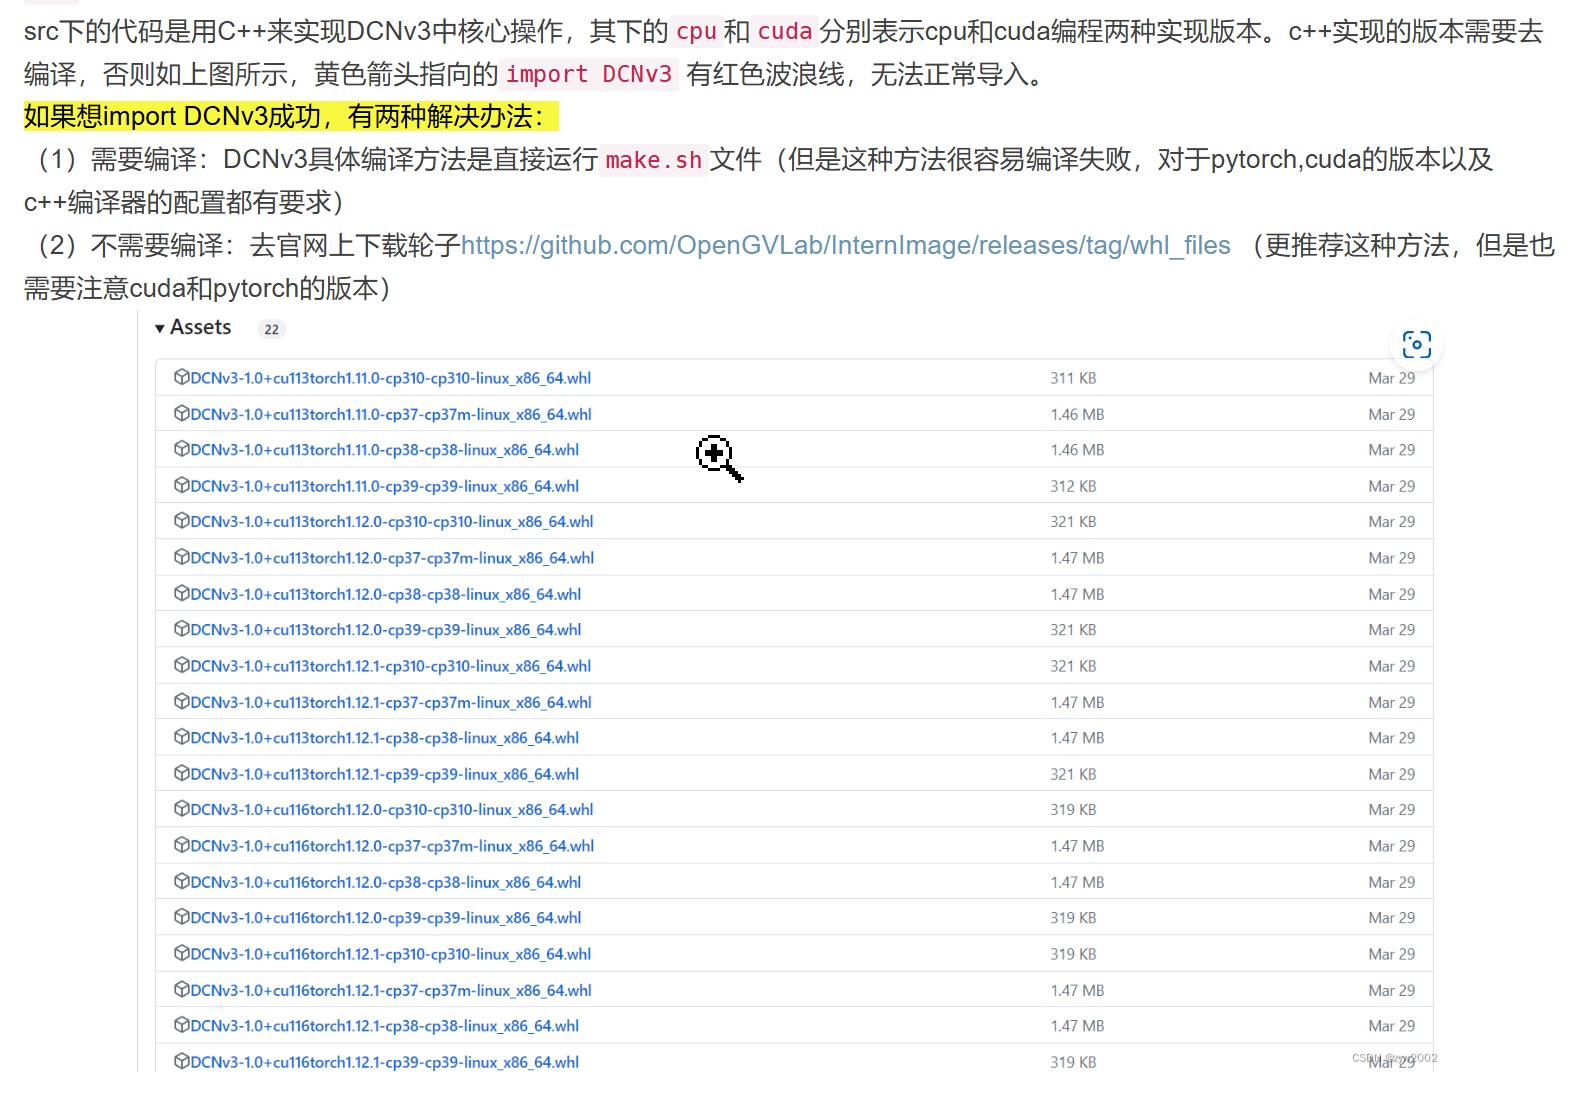 src下的代码是用C++来实现DCNv3中核心操作，其下的 cpu 和 cuda 分别表示cpu和cuda编程两种实现版本。c++实现的版本需要去
编译，否则如上图所示，黄色箭头指向的 import DCNv3 有红色波浪线，无法正常导入。
如果想import DCNv3成功，有两种解决办法：
（1）需要编译：DCNv3具体编译方法是直接运行 make.sh 文件（但是这种方法很容易编译失败，对于pytorch,cuda的版本以及
c++编译器的配置都有要求）
（2）不需要编译：去官网上下载轮子https://github.com/OpenGVLab/InternImage/releases/tag/whl_files （更推荐这种方法，但是也
需要注意cuda和pytorch的版本）
Assets 22
DCNv3-1.0+cu113torch1.11.0-cp310-cp310-linux_x86_64.whl 311 KB Mar 29
DCNv3-1.0+cu113torch1.11.0-cp37-cp37m-linux_x86_64.whl 1.46 MB Mar 29
DCNv3-1.0+cu113torch1.11.0-cp38-cp38-linux_x86_64.whl 1.46 MB Mar 29
DCNv3-1.0+cu113torch1.11.0-cp39-cp39-linux_x86_64.whl 312 KB Mar 29
DCNv3-1.0+cu113torch1.12.0-cp310-cp310-linux_x86_64.whl 321 KB Mar 29
DCNv3-1.0+cu113torch1.12.0-cp37-cp37m-linux_x86_64.whl 1.47 MB Mar 29
DCNv3-1.0+cu113torch1.12.0-cp38-cp38-linux_x86_64.whl 1.47 MB Mar 29
DCNv3-1.0+cu113torch1.12.0-cp39-cp39-linux_x86_64.whl 321 KB Mar 29
DCNv3-1.0+cu113torch1.12.1-cp310-cp310-linux_x86_64.whl 321 KB Mar 29
DCNv3-1.0+cu113torch1.12.1-cp37-cp37m-linux_x86_64.whl 1.47 MB Mar 29
DCNv3-1.0+cu113torch1.12.1-cp38-cp38-linux_x86_64.whl 1.47 MB Mar 29
DCNv3-1.0+cu113torch1.12.1-cp39-cp39-linux_x86_64.whl 321 KB Mar 29
DCNv3-1.0+cu116torch1.12.0-cp310-cp310-linux_x86_64.whl 319 KB Mar 29
DCNv3-1.0+cu116torch1.12.0-cp37-cp37m-linux_x86_64.whl 1.47 MB Mar 29
DCNv3-1.0+cu116torch1.12.0-cp38-cp38-linux_x86_64.whl 1.47 MB Mar 29
DCNv3-1.0+cu116torch1.12.0-cp39-cp39-linux_x86_64.whl 319 KB Mar 29
DCNv3-1.0+cu116torch1.12.1-cp310-cp310-linux_x86_64.whl 319 KB Mar 29
DCNv3-1.0+cu116torch1.12.1-cp37-cp37m-linux_x86_64.whl 1.47 MB Mar 29
DCNv3-1.0+cu116torch1.12.1-cp38-cp38-linux_x86_64.whl 1.47 MB Mar 29
DCNv3-1.0+cu116torch1.12.1-cp39-cp39-linux_x86_64.whl 319 KB Mar 29